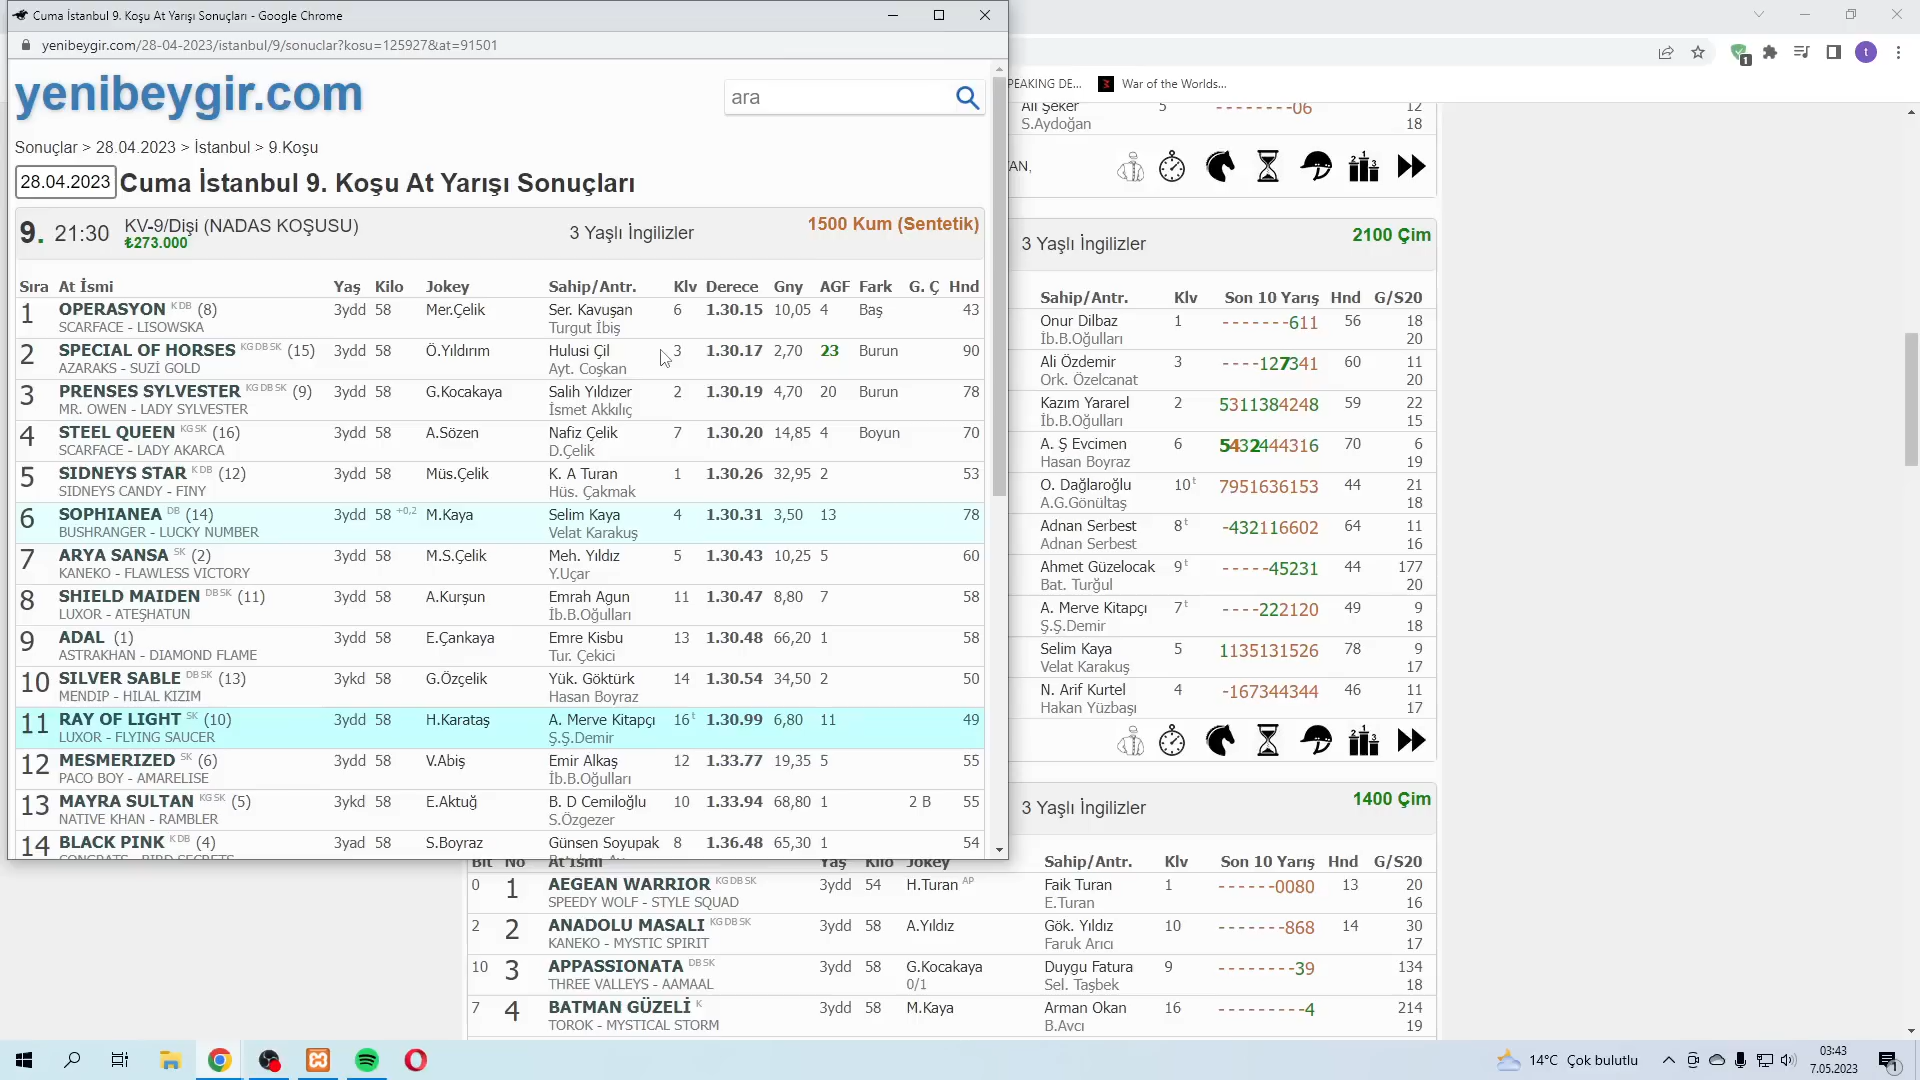 Cuma İstanbul 9. Koşu At Yarışı Sonuçları - Google Chrome
yenibeygir.com/28-04-2023/istanbul/9/sonuclar?kosu=125927&at=91501
yenibeygir.com
ara
Sonuçlar > 28.04.2023 > İstanbul > 9.Koşu
28.04.2023 Cuma İstanbul 9. Koşu At Yarışı Sonuçları
9. 21:30 KV-9/Dişi (NADAS KOŞUSU) 3 Yaşlı İngilizler 1500 Kum (Sentetik)
₺273.000
Sıra At İsmi Yaş Kilo Jokey Sahip/Antr. Klv Derece Gny AGF Fark G. Ç Hnd
1 OPERASYON K DB (8) 3ydd 58 Mer.Çelik Ser. Kavuşan 6 1.30.15 10,05 4 Baş 43
SCARFACE - LISOWSKA Turgut İbiş
2 SPECIAL OF HORSES KG DB SK (15) 3ydd 58 Ö.Yıldırım Hulusi Çil 3 1.30.17 2,70 23 Burun 90
AZARAKS - SUZİ GOLD Ayt. Coşkan
3 PRENSES SYLVESTER KG DB SK (9) 3ydd 58 G.Kocakaya Salih Yıldızer 2 1.30.19 4,70 20 Burun 78
MR. OWEN - LADY SYLVESTER İsmet Akkılıç
4 STEEL QUEEN KG SK (16) 3ydd 58 A.Sözen Nafiz Çelik 7 1.30.20 14,85 4 Boyun 70
SCARFACE - LADY AKARCA D.Çelik
5 SIDNEYS STAR K DB (12) 3ydd 58 Müs.Çelik K. A Turan 1 1.30.26 32,95 2 53
SIDNEYS CANDY - FINY Hüs. Çakmak
6 SOPHIANEA DB (14) 3ydd 58 +0,2 M.Kaya Selim Kaya 4 1.30.31 3,50 13 78
BUSHRANGER - LUCKY NUMBER Velat Karakuş
7 ARYA SANSA SK (2) 3ydd 58 M.S.Çelik Meh. Yıldız 5 1.30.43 10,25 5 60
KANEKO - FLAWLESS VICTORY Y.Uçar
8 SHIELD MAIDEN DB SK (11) 3ydd 58 A.Kurşun Emrah Agun 11 1.30.47 8,80 7 58
LUXOR - ATEŞHATUN İb.B.Oğulları
9 ADAL (1) 3ydd 58 E.Çankaya Emre Kisbu 13 1.30.48 66,20 1 58
ASTRAKHAN - DIAMOND FLAME Tur. Çekici
10 SILVER SABLE DB SK (13) 3ykd 58 G.Özçelik Yük. Göktürk 14 1.30.54 34,50 2 50
MENDIP - HILAL KIZIM Hasan Boyraz
11 RAY OF LIGHT SK (10) 3ydd 58 H.Karataş A. Merve Kitapçı 16 t 1.30.99 6,80 11 49
LUXOR - FLYING SAUCER Ş.Ş.Demir
12 MESMERIZED SK (6) 3ydd 58 V.Abiş Emir Alkaş 12 1.33.77 19,35 5 55
PACO BOY - AMARELISE İb.B.Oğulları
13 MAYRA SULTAN KG SK (5) 3ykd 58 E.Aktuğ B. D Cemiloğlu 10 1.33.94 68,80 1 2 B 55
NATIVE KHAN - RAMBLER S.Özgezer
14 BLACK PINK K DB (4) 3yad 58 S.Boyraz Günsen Soyupak 8 1.36.48 65,30 1 54
PEAKING DE... War of the Worlds...
Ali Şeker 5 --------06 12
S.Aydoğan 18
AN,
3 Yaşlı İngilizler 2100 Çim
Sahip/Antr. Klv Son 10 Yarış Hnd G/S20
Onur Dilbaz 1 -------611 56 18
İb.B.Oğulları 20
Ali Özdemir 3 ----127341 60 11
Ork. Özelcanat 20
Kazım Yararel 2 5311384248 59 22
İb.B.Oğulları 15
A. Ş Evcimen 6 5432444316 70 6
Hasan Boyraz 19
O. Dağlaroğlu 10 t 7951636153 44 21
A.G.Gönültaş 18
Adnan Serbest 8 t -432116602 64 11
Adnan Serbest 16
Ahmet Güzelocak 9 t -----45231 44 177
Bat. Turğul 20
A. Merve Kitapçı 7 t ----222120 49 9
Ş.Ş.Demir 18
Selim Kaya 5 1135131526 78 9
Velat Karakuş 17
N. Arif Kurtel 4 -167344344 46 11
Hakan Yüzbaşı 17
3 Yaşlı İngilizler 1400 Çim
Bit No At İsmi Yaş Kilo Jokey Sahip/Antr. Klv Son 10 Yarış Hnd G/S20
0 1 AEGEAN WARRIOR KG DB SK 3ydd 54 H.Turan AP Faik Turan 1 ------0080 13 20
SPEEDY WOLF - STYLE SQUAD E.Turan 16
2 2 ANADOLU MASALI KG DB SK 3ydd 58 A.Yıldız Gök. Yıldız 10 -------868 14 30
KANEKO - MYSTIC SPIRIT Faruk Arıcı 17
10 3 APPASSIONATA DB SK 3ydd 58 G.Kocakaya Duygu Fatura 9 --------39 134
THREE VALLEYS - AAMAAL 0/1 Sel. Taşbek 18
7 4 BATMAN GÜZELİ K 3ydd 58 M.Kaya Arman Okan 16 ---------4 214
TOROK - MYSTICAL STORM B.Avcı 19
14°C Çok bulutlu 03:43
7.05.2023